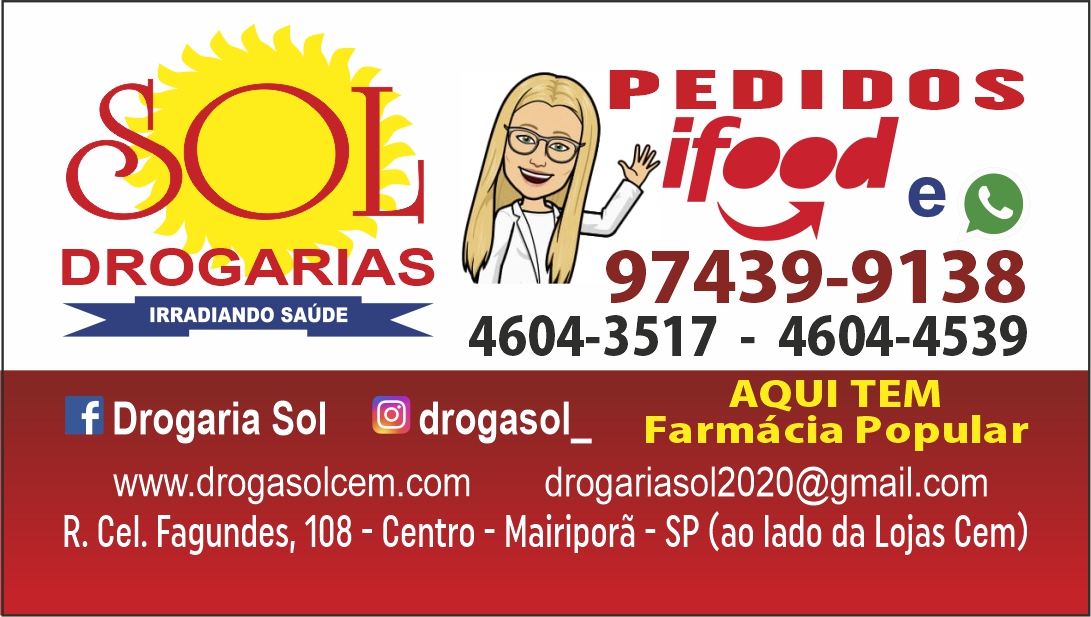 SOL
DROGARIAS
IRRADIANDO SAÚDE
PEDIDOS
ifood e
97439-9138
4604-3517 - 4604-4539
Drogaria Sol drogasol_
AQUI TEM
Farmácia Popular
www.drogasolcem.com drogariasol2020@gmail.com
R. Cel. Fagundes, 108 - Centro - Mairiporã - SP (ao lado da Lojas Cem)